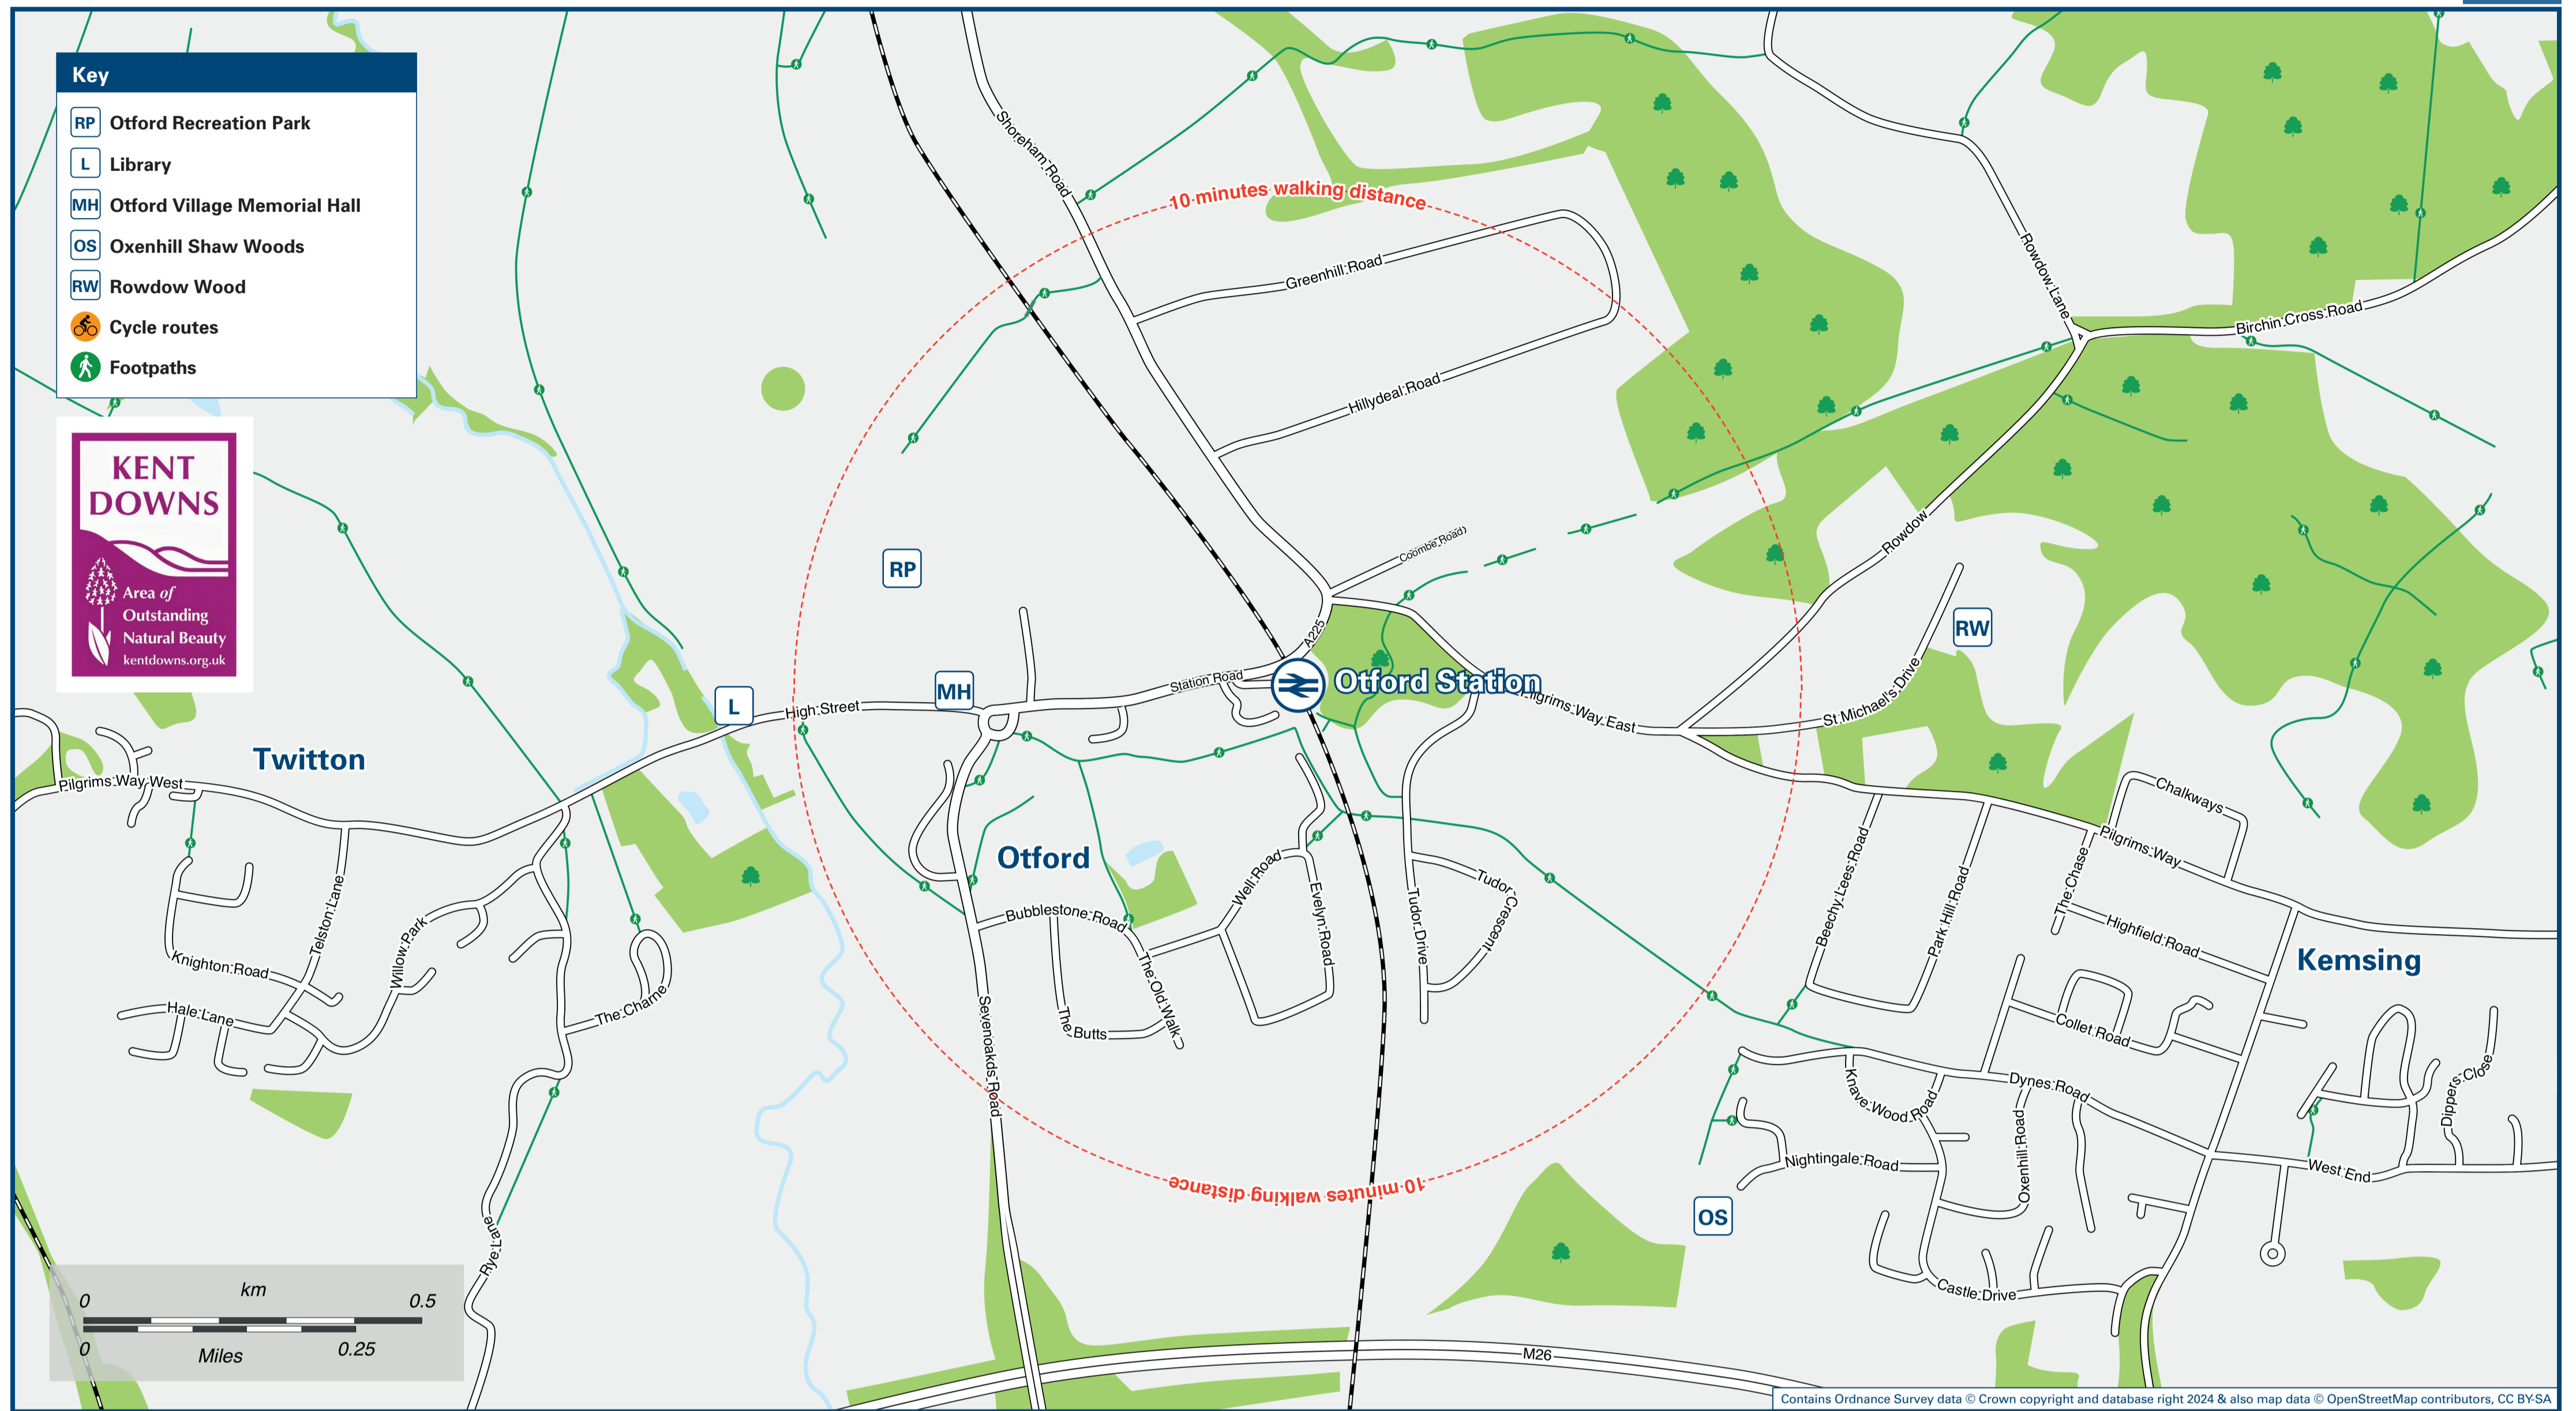 Key
RP Otford Recreation Park
L Library
MH Otford Village Memorial Hall
OS Oxenhill Shaw Woods
RW Rowdow Wood
Cycle routes
Footpaths
KENT
DOWNS
Area of
Outstanding
Natural Beauty
kentdowns.org.uk
Shoreham Road
10 minutes walking distance
Greenhill Road
Hillydeal Road
Rowdow Lane
Birchin Cross Road
Coombe Road)
Rowdow
RP
RW
A225
MH
L
Station Road
High Street
Otford Station
Pilgrims Way East
St Michael's Drive
Twitton
Pilgrims Way West
Chalkways
Pilgrims Way
Otford
Well Road
Evelyn Road
Tudor Drive
Tudor Crescent
Beechy Lees Road
Park Hill Road
The Chase
Highfield Road
Kemsing
Bubblestone Road
Telston Lane
Willow Park
Knighton Road
Hale Lane
The Charne
The Old Walk
The Butts
Sevenoaks Road
Collet Road
Dynes Road
Knave Wood Road
Oxenhill Road
Dippers Close
Nightingale Road
West End
10 minutes walking distance
OS
Rye Lane
Castle Drive
M26
km
0 0.5
0 0.25
Miles
Contains Ordnance Survey data © Crown copyright and database right 2024 & also map data © OpenStreetMap contributors, CC BY-SA